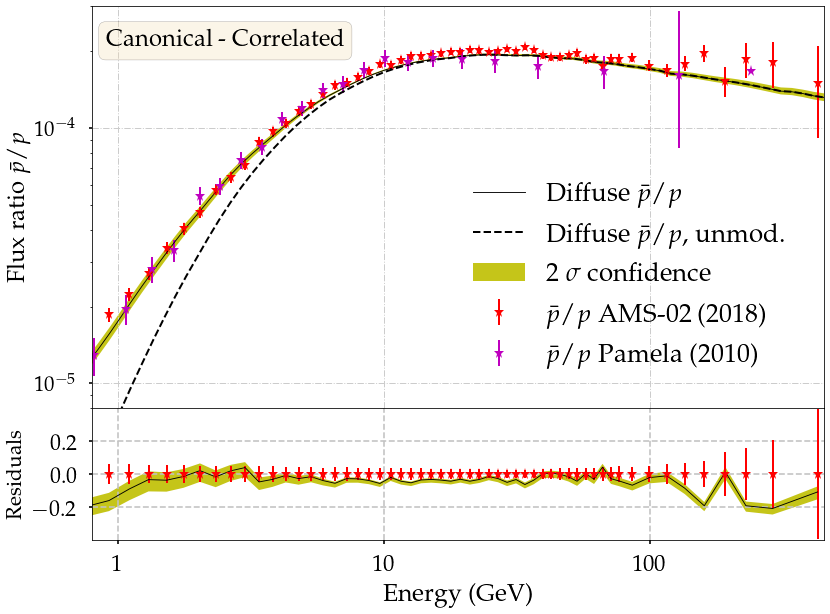 Canonical - Correlated
Flux ratio p̄/p
10⁻⁴
10⁻⁵
Diffuse p̄/p
Diffuse p̄/p, unmod.
2 σ confidence
p̄/p AMS-02 (2018)
p̄/p Pamela (2010)
Residuals
0.2
0.0
−0.2
1
10
100
Energy (GeV)